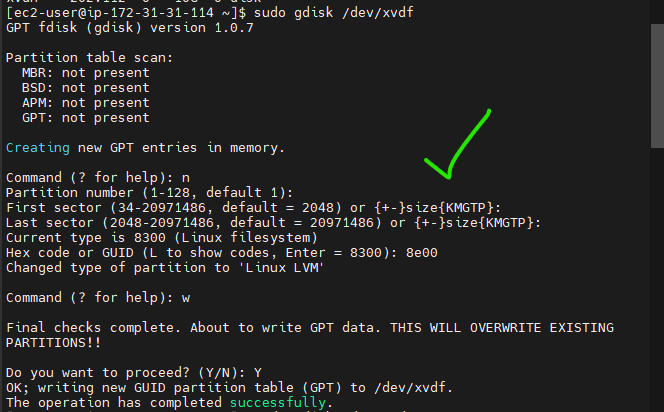 [ec2-user@ip-172-31-31-114 ~]$ sudo gdisk /dev/xvdf
GPT fdisk (gdisk) version 1.0.7
Partition table scan:
MBR: not present
BSD: not present
APM: not present
GPT: not present
Creating new GPT entries in memory.
Command (? for help): n
Partition number (1-128, default 1):
First sector (34-20971486, default = 2048) or {+-}size{KMGTP}:
Last sector (2048-20971486, default = 20971486) or {+-}size{KMGTP}:
Current type is 8300 (Linux filesystem)
Hex code or GUID (L to show codes, Enter = 8300): 8e00
Changed type of partition to 'Linux LVM'
Command (? for help): w
Final checks complete. About to write GPT data. THIS WILL OVERWRITE EXISTING
PARTITIONS!!
Do you want to proceed? (Y/N): Y
OK; writing new GUID partition table (GPT) to /dev/xvdf.
The operation has completed successfully.